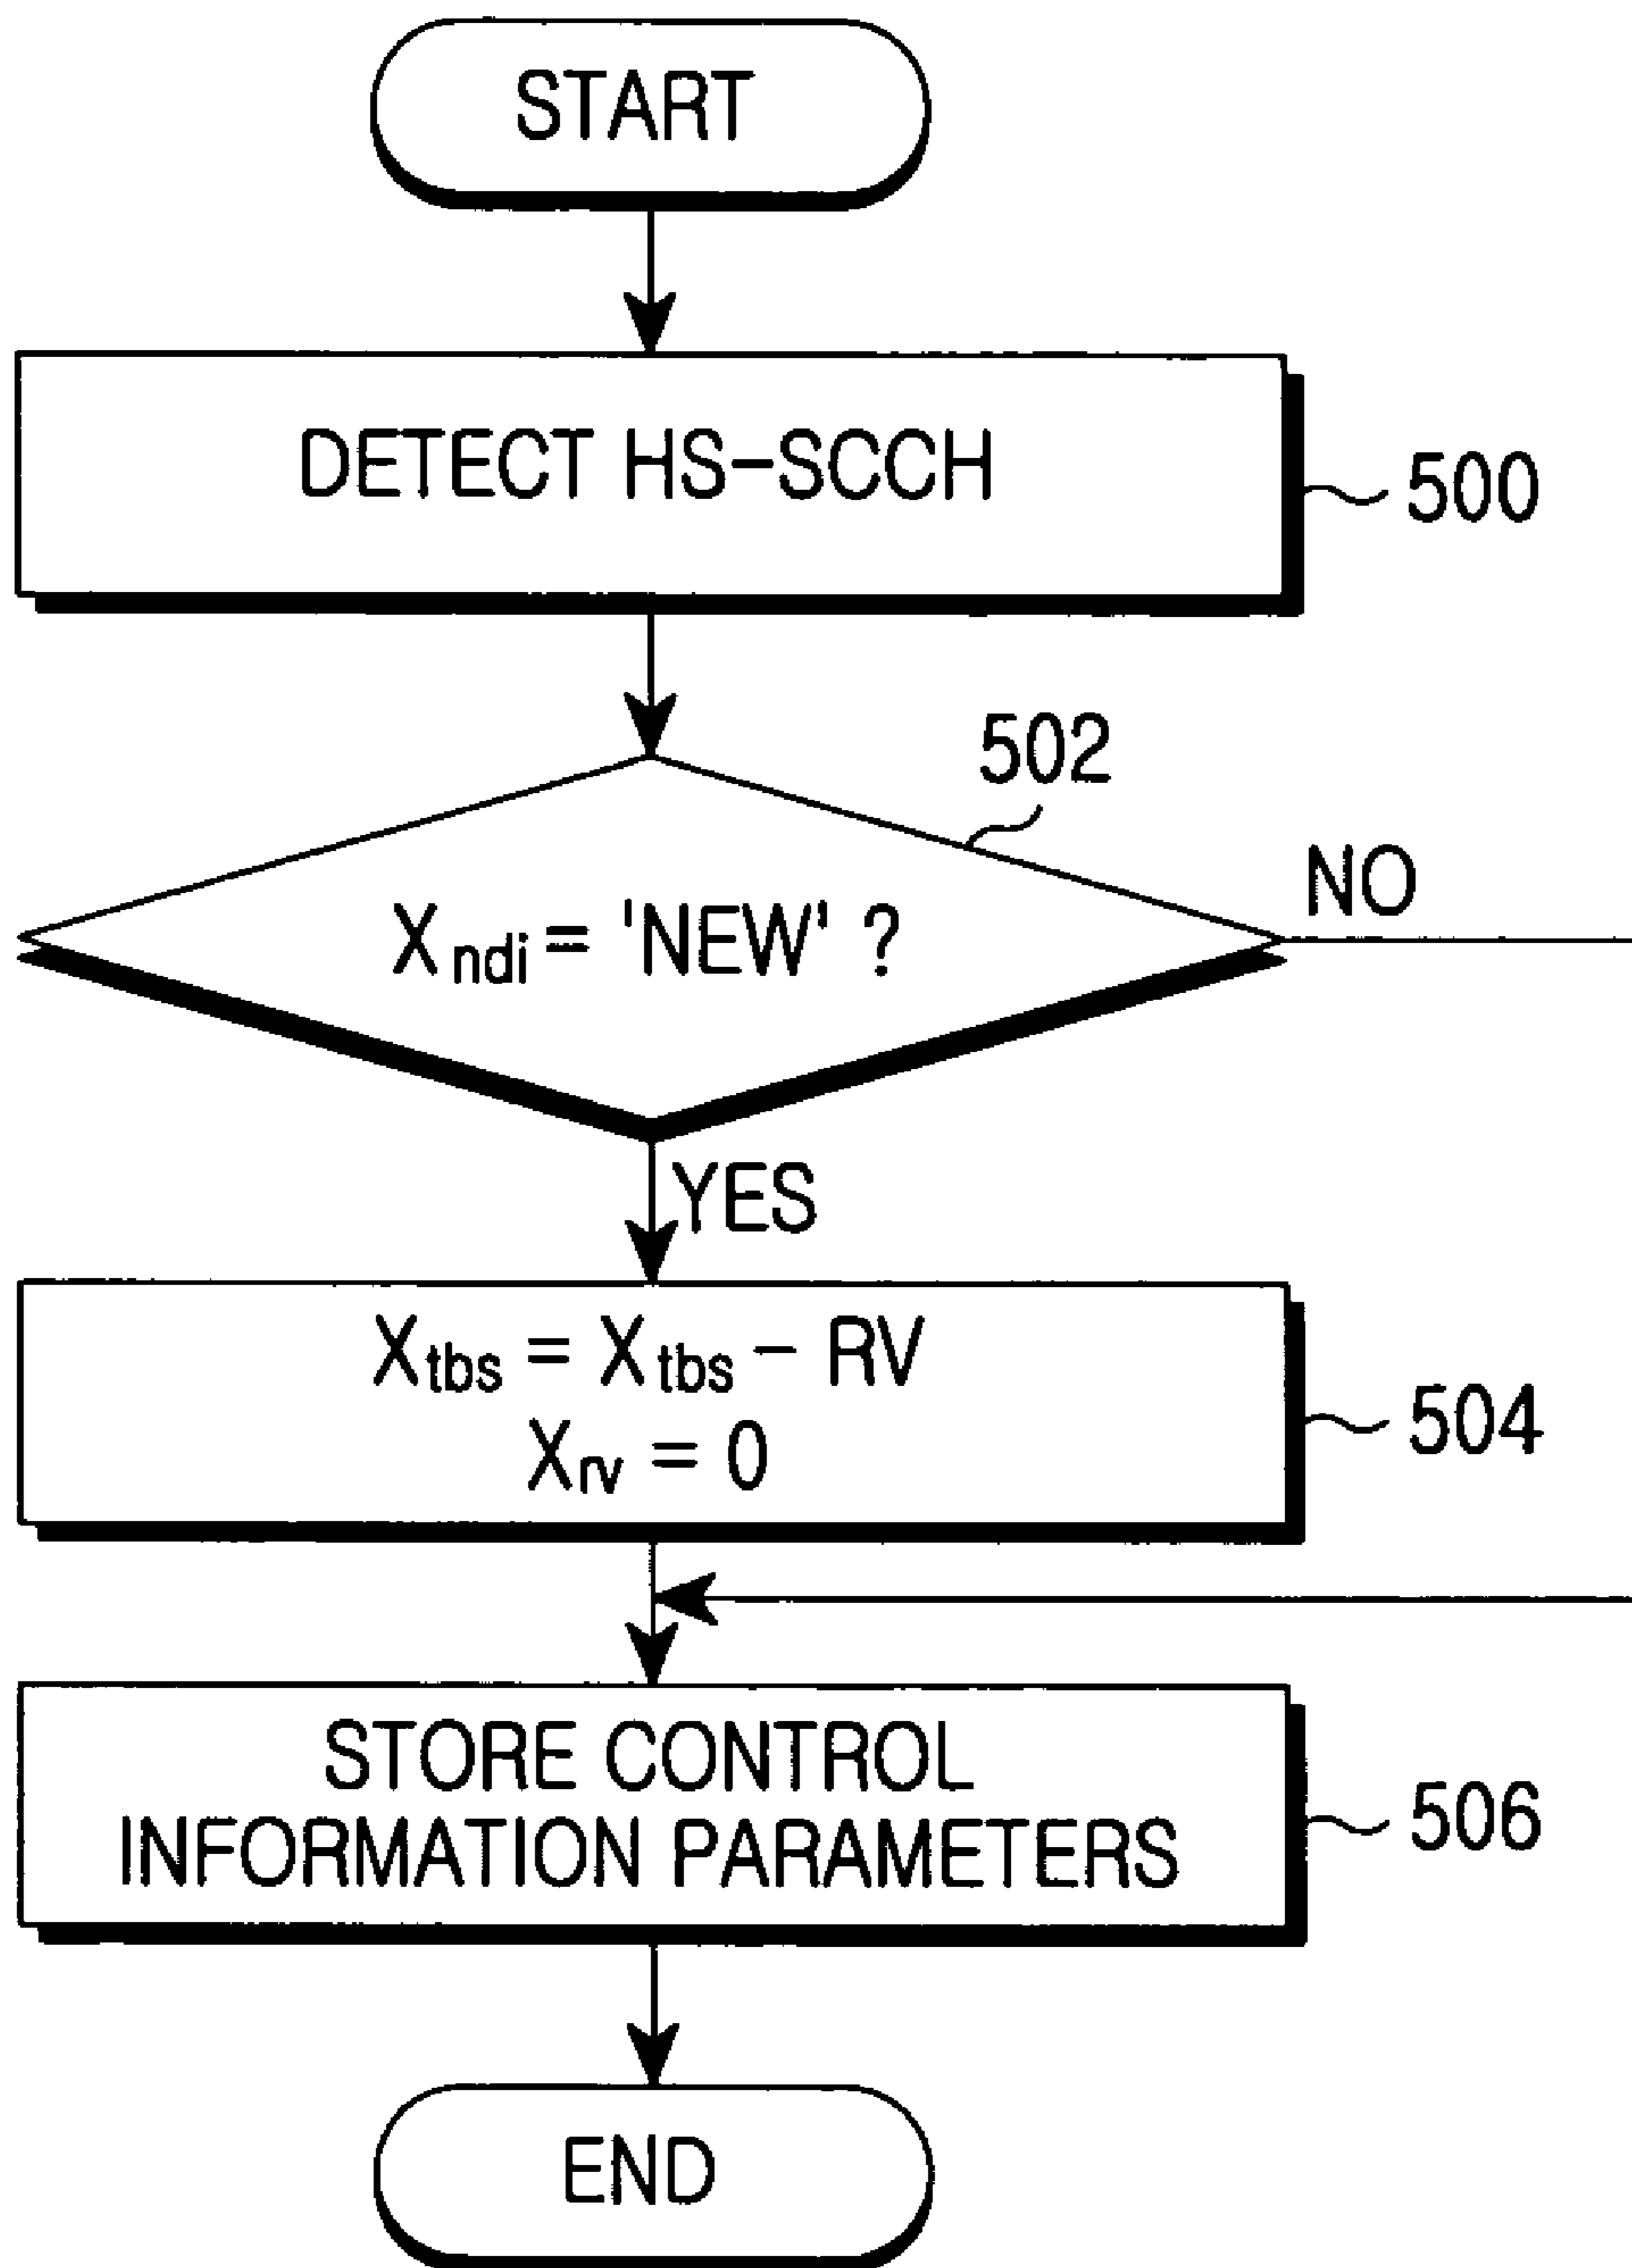 START
DETECT HS-SCCH
500
502
X ndi = 'NEW' ?
NO
YES
Xtbs = Xtbs - RV
Xrv = 0
504
STORE CONTROL
INFORMATION PARAMETERS
506
END